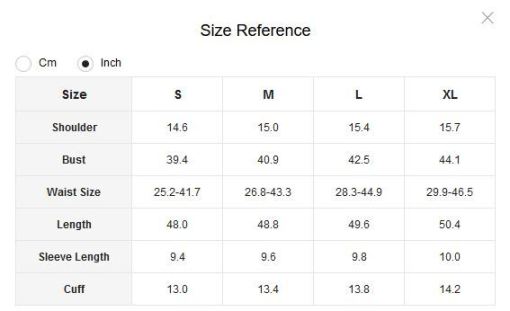 Size Reference
Cm Inch
Size S M L XL
Shoulder 14.6 15.0 15.4 15.7
Bust 39.4 40.9 42.5 44.1
Waist Size 25.2-41.7 26.8-43.3 28.3-44.9 29.9-46.5
Length 48.0 48.8 49.6 50.4
Sleeve Length 9.4 9.6 9.8 10.0
Cuff 13.0 13.4 13.8 14.2